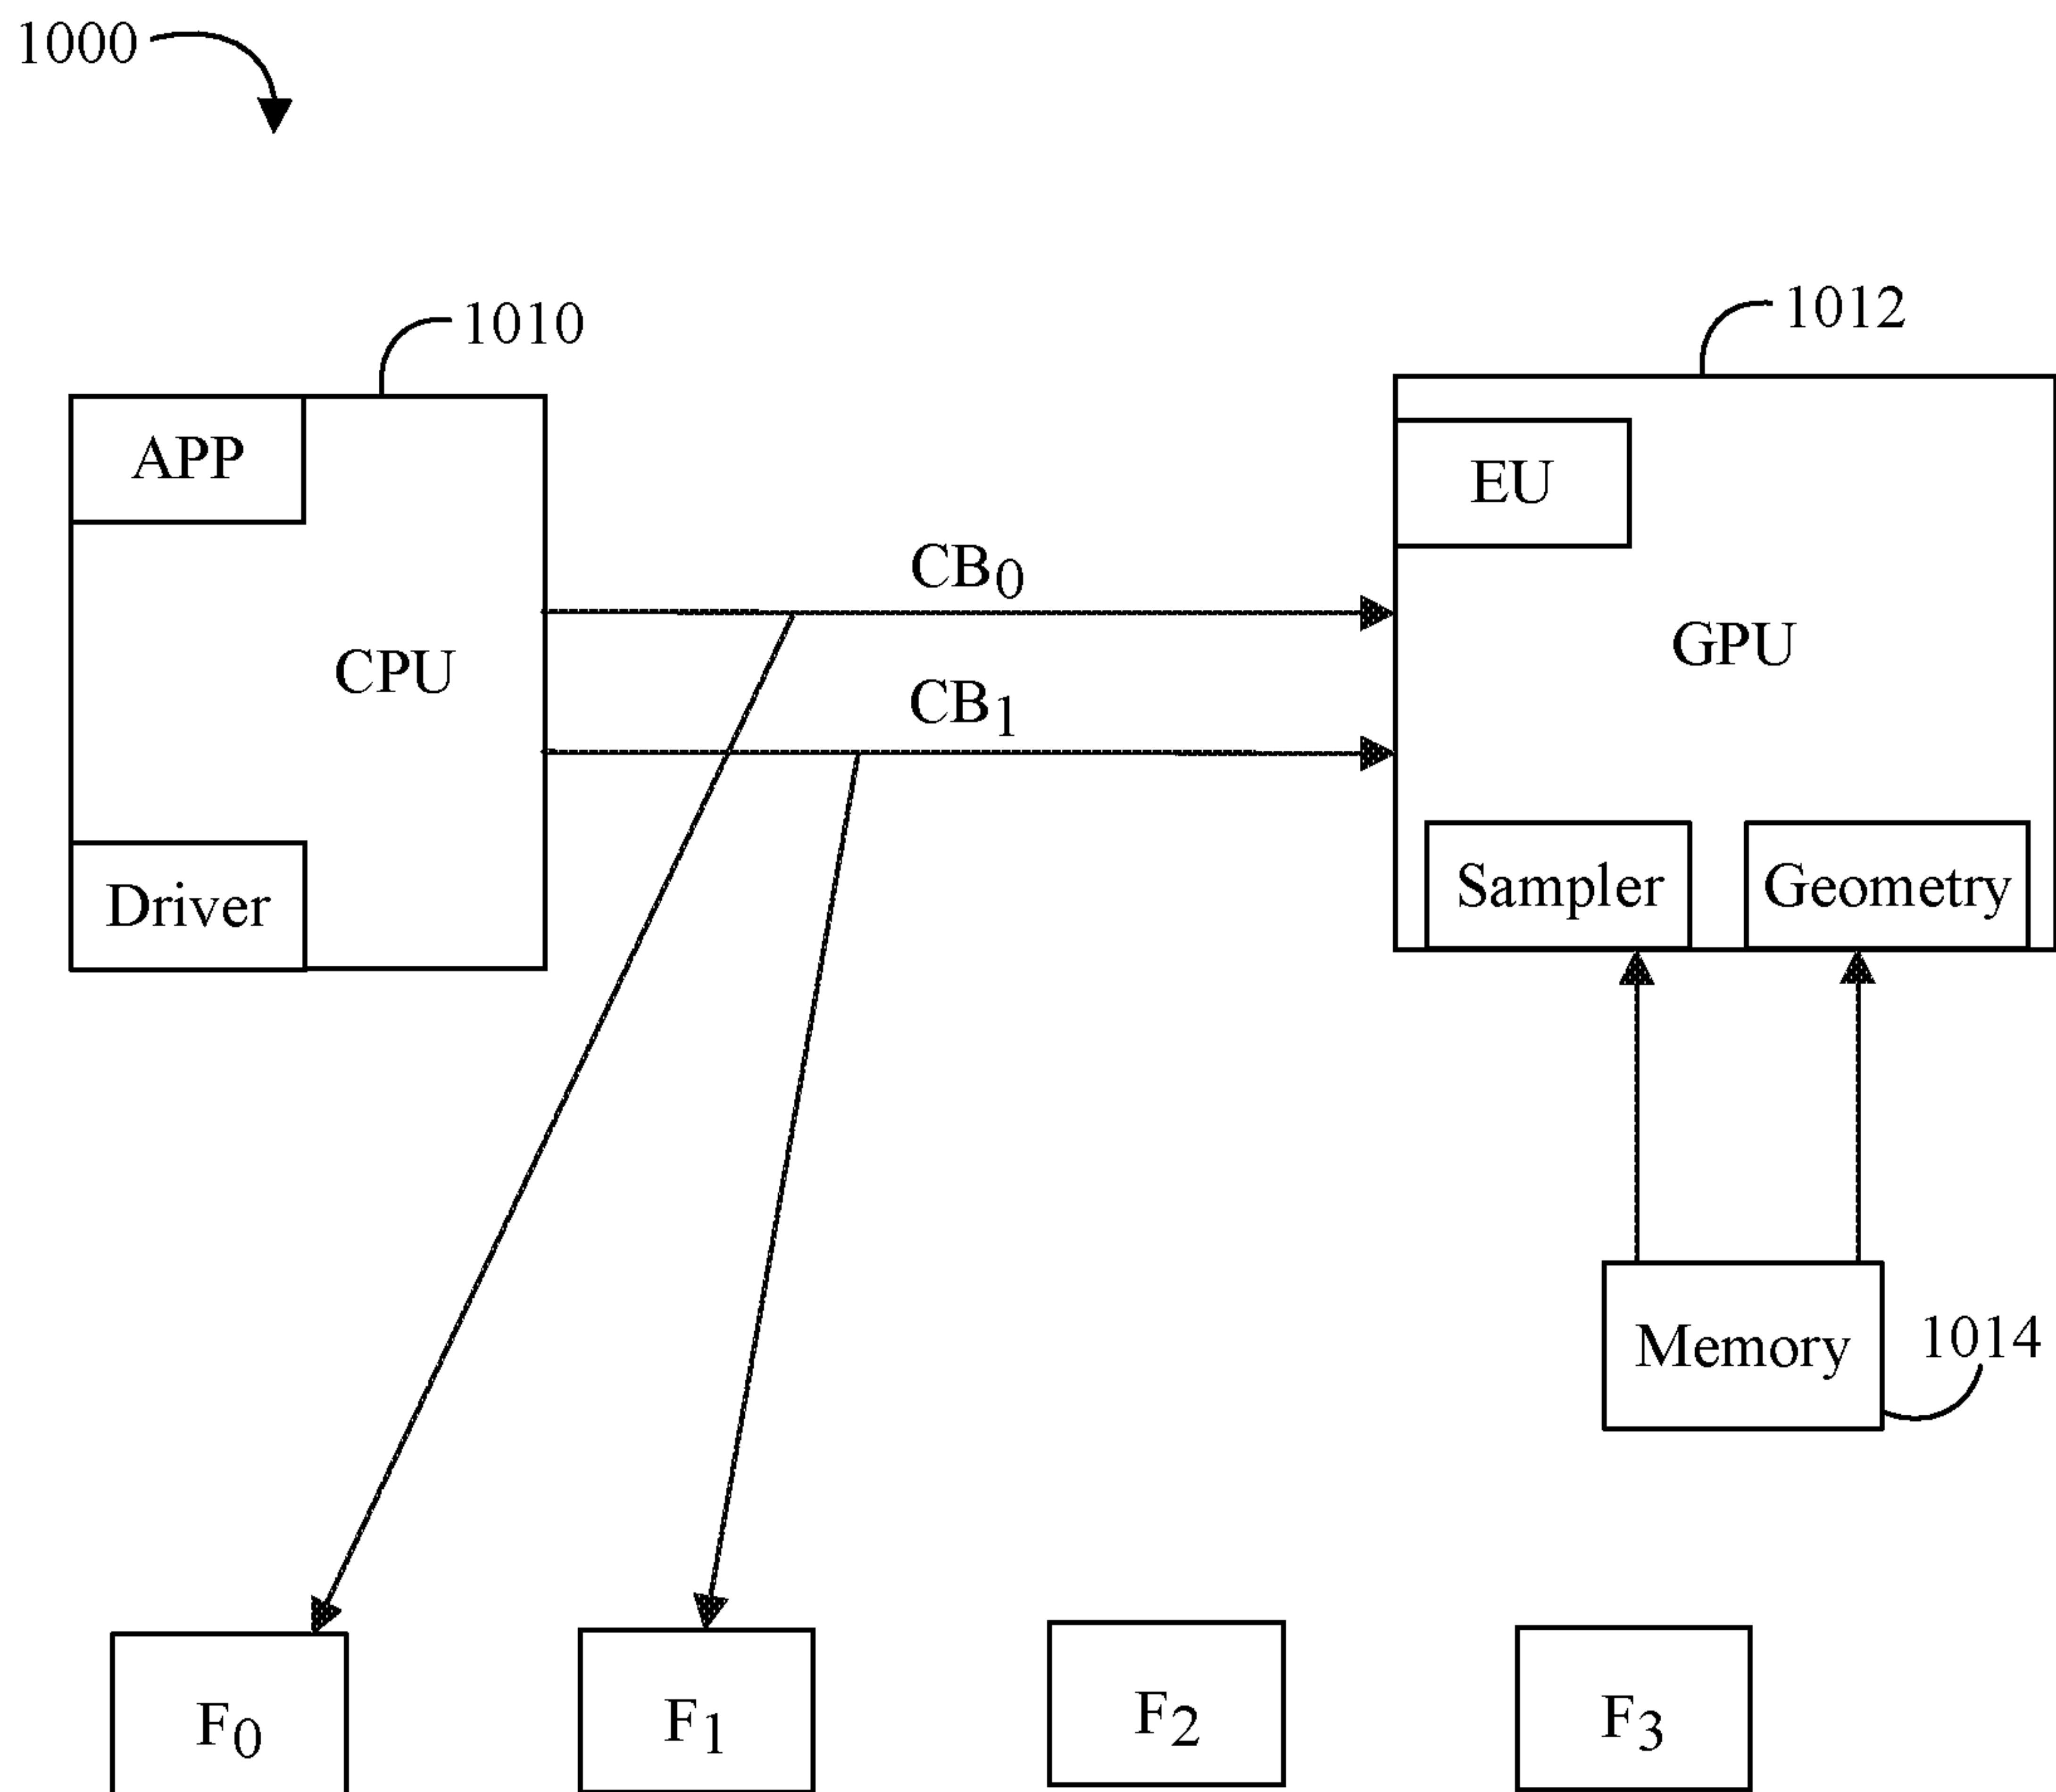 1000
1010
1012
APP
EU
CB0
CPU
GPU
CB1
Driver
Sampler
Geometry
Memory
1014
F0
F1
F2
F3